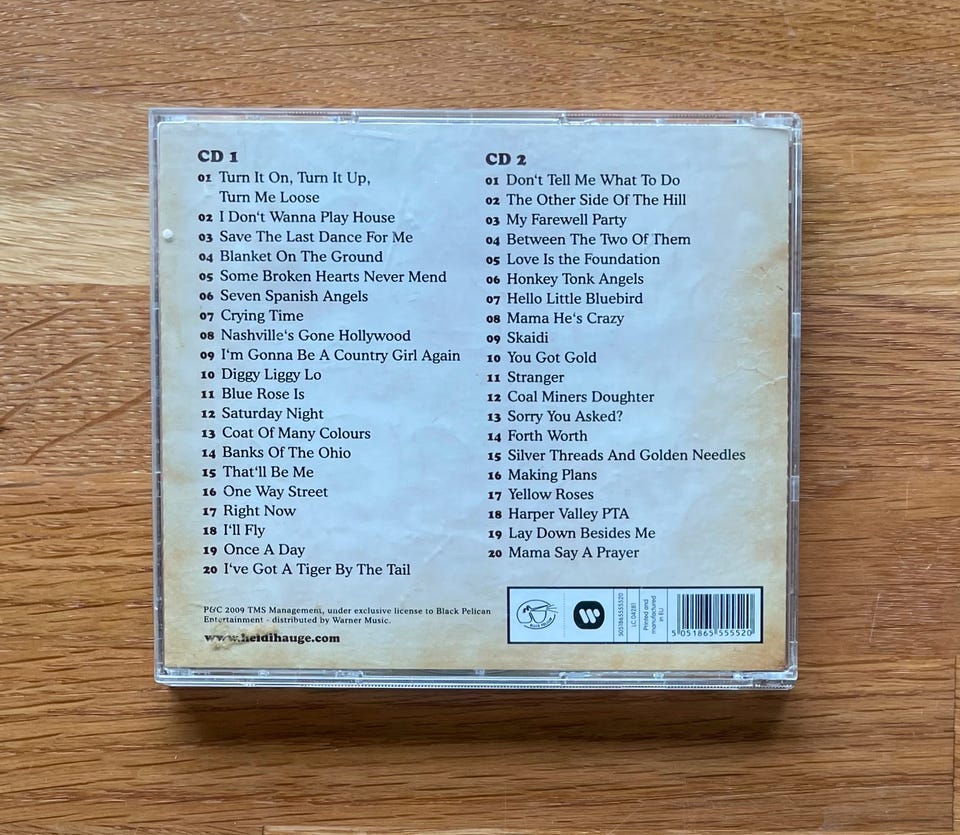 CD 1
01 Turn It On, Turn It Up,
Turn Me Loose
02 I Don‘t Wanna Play House
03 Save The Last Dance For Me
04 Blanket On The Ground
05 Some Broken Hearts Never Mend
06 Seven Spanish Angels
07 Crying Time
08 Nashville‘s Gone Hollywood
09 I‘m Gonna Be A Country Girl Again
10 Diggy Liggy Lo
11 Blue Rose Is
12 Saturday Night
13 Coat Of Many Colours
14 Banks Of The Ohio
15 That‘ll Be Me
16 One Way Street
17 Right Now
18 I‘ll Fly
19 Once A Day
20 I‘ve Got A Tiger By The Tail
CD 2
01 Don‘t Tell Me What To Do
02 The Other Side Of The Hill
03 My Farewell Party
04 Between The Two Of Them
05 Love Is the Foundation
06 Honkey Tonk Angels
07 Hello Little Bluebird
08 Mama He‘s Crazy
09 Skaidi
10 You Got Gold
11 Stranger
12 Coal Miners Doughter
13 Sorry You Asked?
14 Forth Worth
15 Silver Threads And Golden Needles
16 Making Plans
17 Yellow Roses
18 Harper Valley PTA
19 Lay Down Besides Me
20 Mama Say A Prayer
P&C 2009 TMS Management, under exclusive license to Black Pelican
Entertainment - distributed by Warner Music.
www.heidihauge.com
5051865555520
LC 04281
Printed and
manufactured
in EU
5 051865 555520